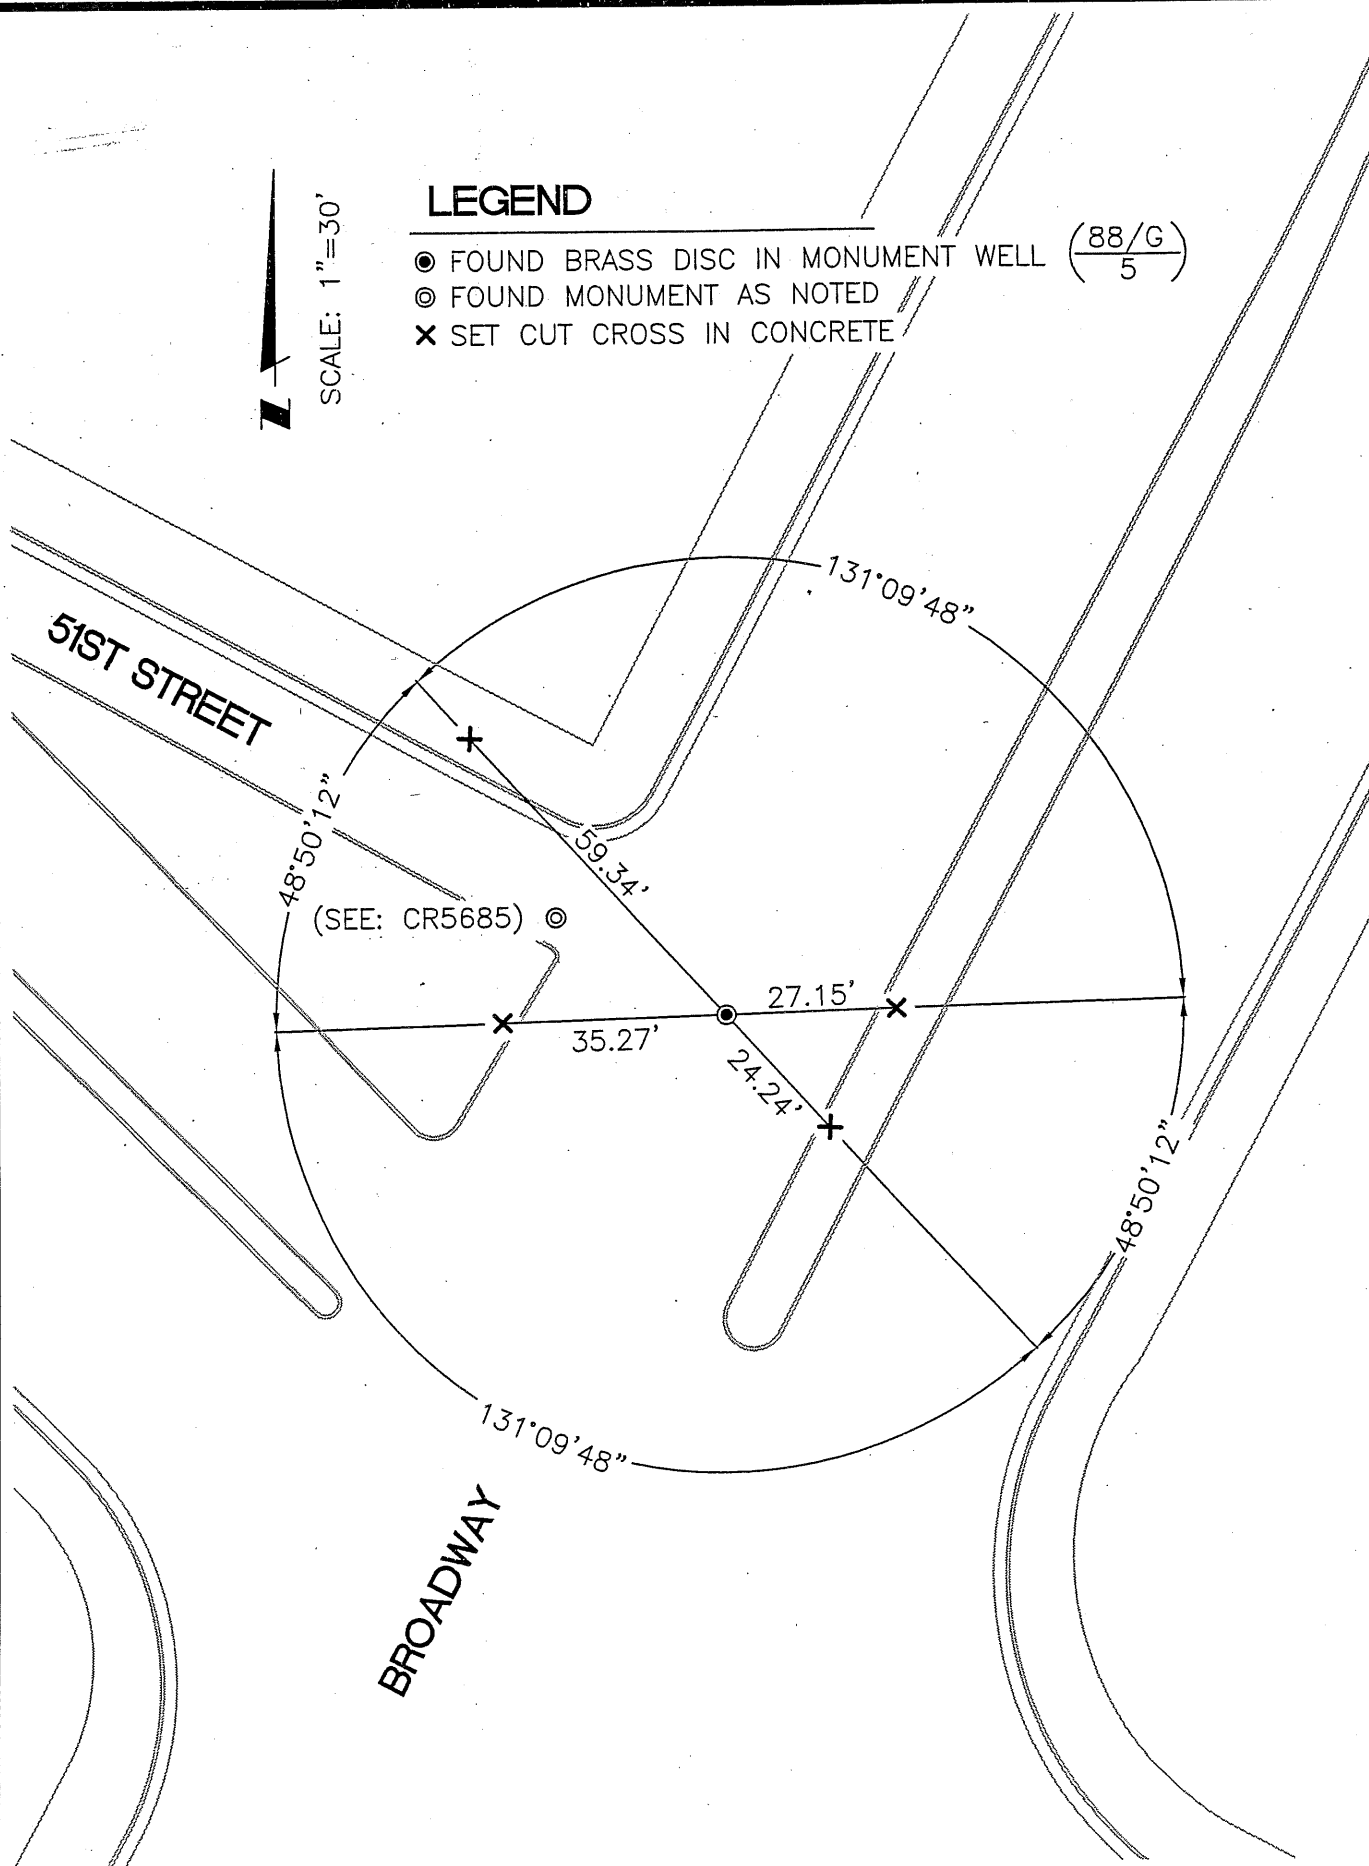 LEGEND
FOUND BRASS DISC IN MONUMENT WELL (88/G
5)
FOUND MONUMENT AS NOTED
SET CUT CROSS IN CONCRETE
SCALE: 1"=30'
N
131°09'48"
51ST STREET
48°50'12"
59.34'
(SEE: CR5685)
27.15'
35.27'
24.24'
48°50'12"
131°09'48"
BROADWAY